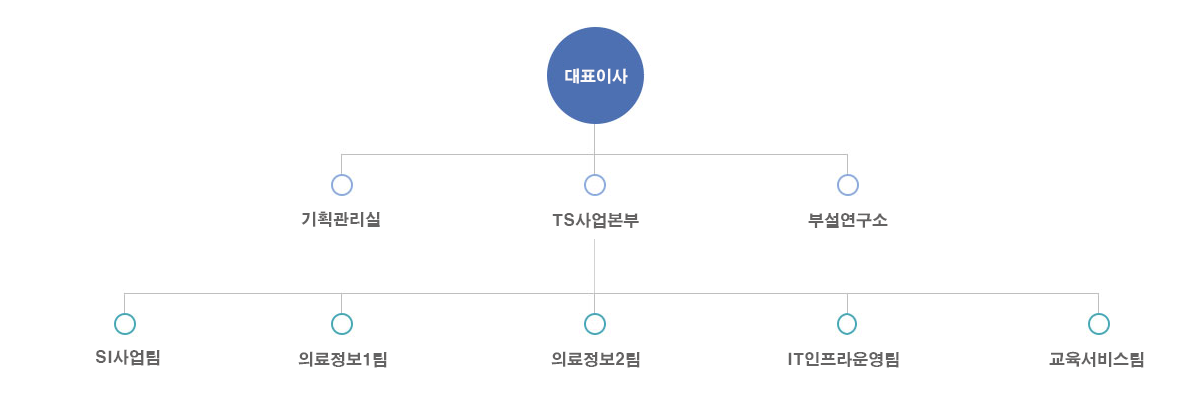 대표이사
기획관리실
TS사업본부
부설연구소
SI사업팀
의료정보1팀
의료정보2팀
IT인프라운영팀
교육서비스팀